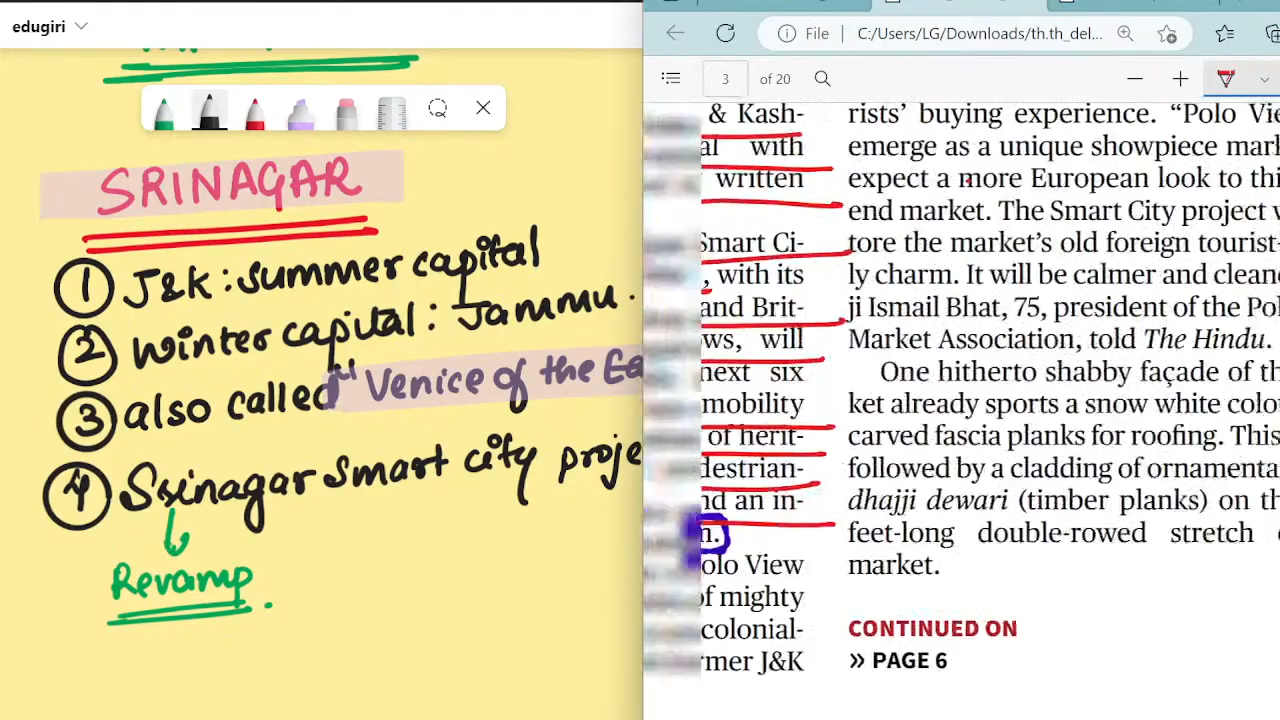 edugiri
SRINAGAR
① J&K : Summer capital
② Winter capital : Jammu .
③ also called " Venice of the Ea
④ Srinagar Smart city proje
Revamp .
File C:/Users/LG/Downloads/th.th_del...
3 of 20
& Kash-
al with
written
Smart Ci-
, with its
and Brit-
ws, will
next six
mobility
of herit-
destrian-
nd an in-
n.
olo View
of mighty
colonial-
rmer J&K
rists' buying experience. "Polo Vie
emerge as a unique showpiece mark
expect a more European look to thi
end market. The Smart City project w
tore the market's old foreign tourist-
ly charm. It will be calmer and cleane
ji Ismail Bhat, 75, president of the Pol
Market Association, told The Hindu.
One hitherto shabby façade of th
ket already sports a snow white colou
carved fascia planks for roofing. This
followed by a cladding of ornamenta
dhajji dewari (timber planks) on th
feet-long double-rowed stretch o
market.
CONTINUED ON
» PAGE 6